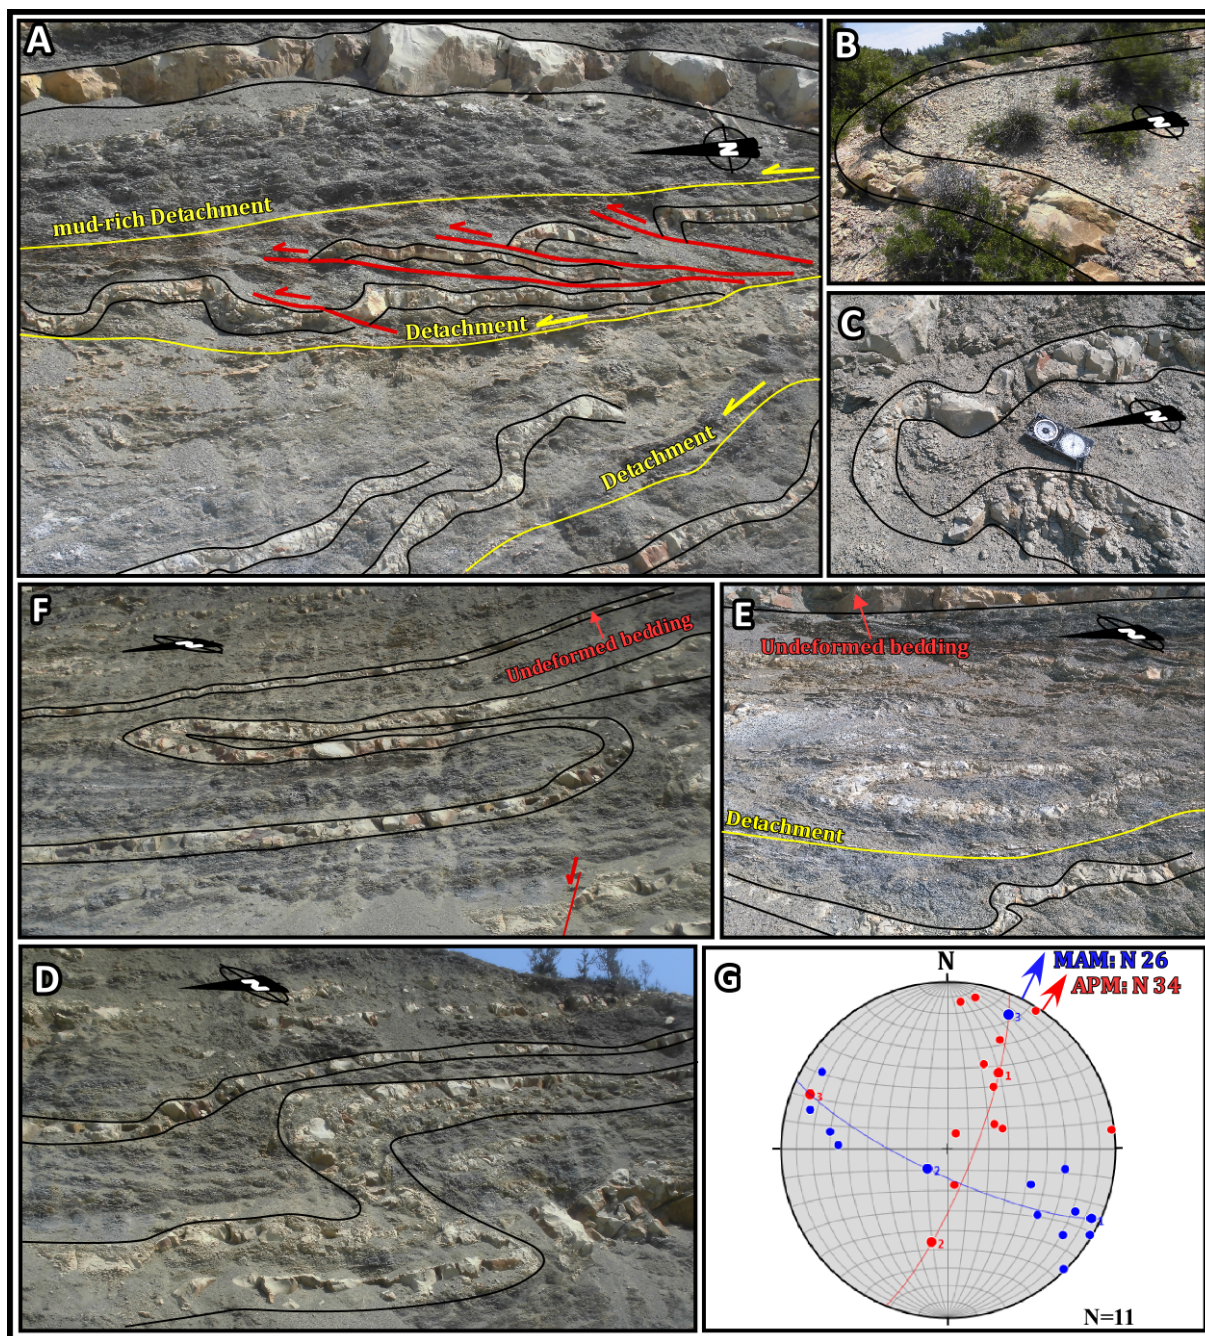 A
N
mud-rich Detachment
Detachment
Detachment
B
N
C
N
F
N
Undeformed bedding
E
N
Undeformed bedding
Detachment
D
N
G
N
MAM: N 26
APM: N 34
3
1
3
2
1
2
N=11